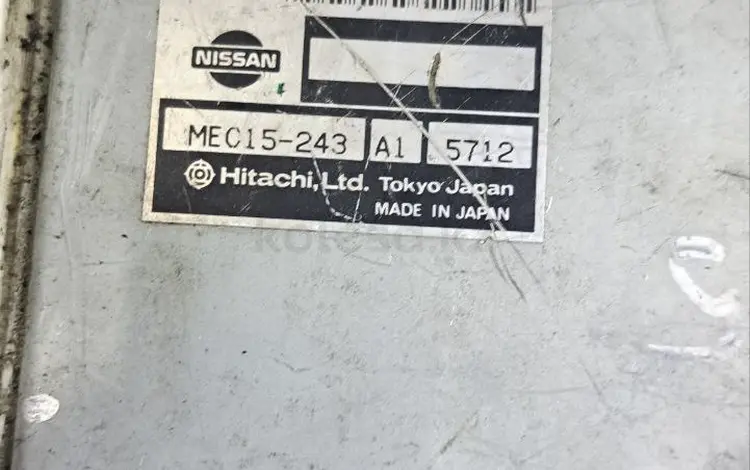 NISSAN
MEC15-243 A1 5712
Hitachi, Ltd. Tokyo Japan
MADE IN JAPAN